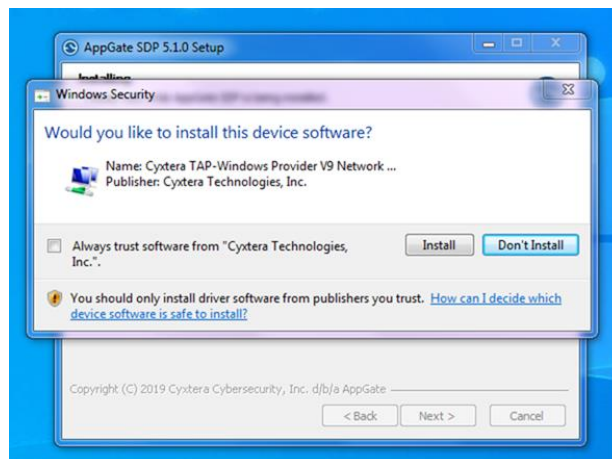 AppGate SDP 5.1.0 Setup
Installing
Windows Security
Would you like to install this device software?
Name: Cyxtera TAP-Windows Provider V9 Network ...
Publisher: Cyxtera Technologies, Inc.
Always trust software from "Cyxtera Technologies,
Inc.".
Install
Don't Install
You should only install driver software from publishers you trust. How can I decide which
device software is safe to install?
Copyright (C) 2019 Cyxtera Cybersecurity, Inc. d/b/a AppGate
< Back
Next >
Cancel